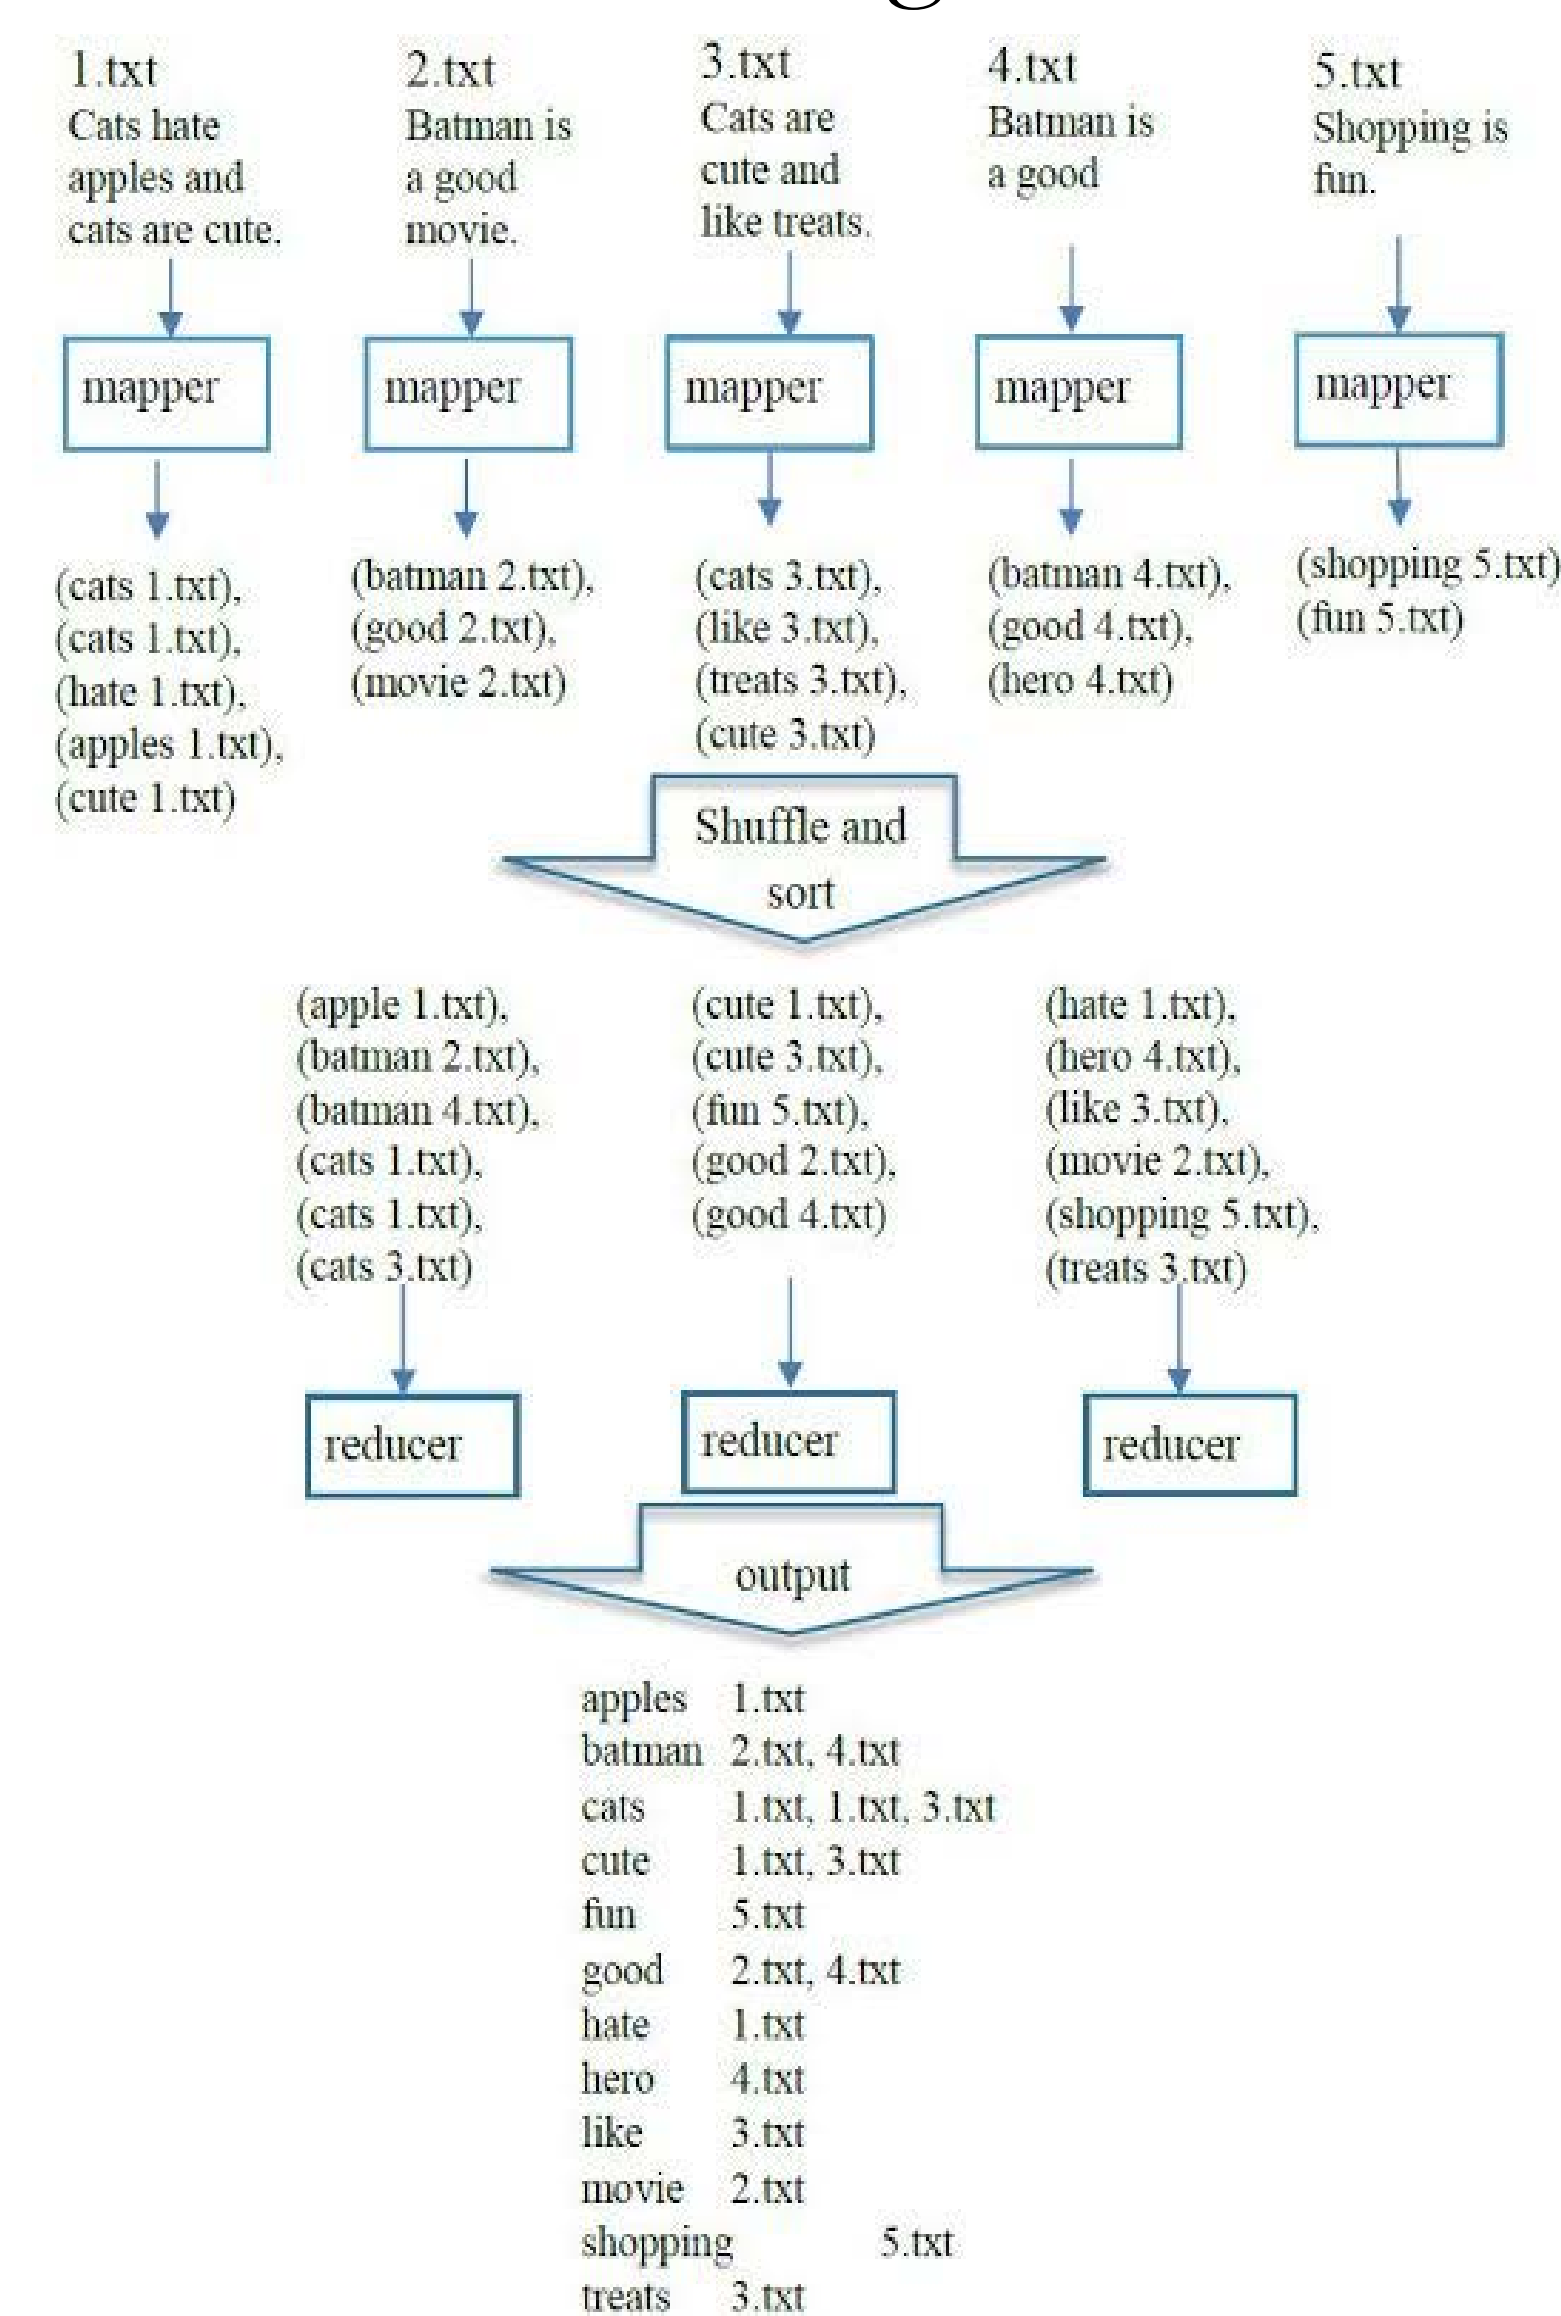 1.txt
Cats hate
apples and
cats are cute.
2.txt
Batman is
a good
movie.
3.txt
Cats are
cute and
like treats.
4.txt
Batman is
a good
5.txt
Shopping is
fun.
mapper
mapper
mapper
mapper
mapper
(cats 1.txt),
(cats 1.txt),
(hate 1.txt),
(apples 1.txt),
(cute 1.txt)
(batman 2.txt),
(good 2.txt),
(movie 2.txt)
(cats 3.txt),
(like 3.txt),
(treats 3.txt),
(cute 3.txt)
(batman 4.txt),
(good 4.txt),
(hero 4.txt)
(shopping 5.txt)
(fun 5.txt)
Shuffle and
sort
(apple 1.txt),
(batman 2.txt),
(batman 4.txt),
(cats 1.txt),
(cats 1.txt),
(cats 3.txt)
(cute 1.txt),
(cute 3.txt),
(fun 5.txt),
(good 2.txt),
(good 4.txt)
(hate 1.txt),
(hero 4.txt),
(like 3.txt),
(movie 2.txt),
(shopping 5.txt),
(treats 3.txt)
reducer
reducer
reducer
output
apples 1.txt
batman 2.txt, 4.txt
cats 1.txt, 1.txt, 3.txt
cute 1.txt, 3.txt
fun 5.txt
good 2.txt, 4.txt
hate 1.txt
hero 4.txt
like 3.txt
movie 2.txt
shopping 5.txt
treats 3.txt